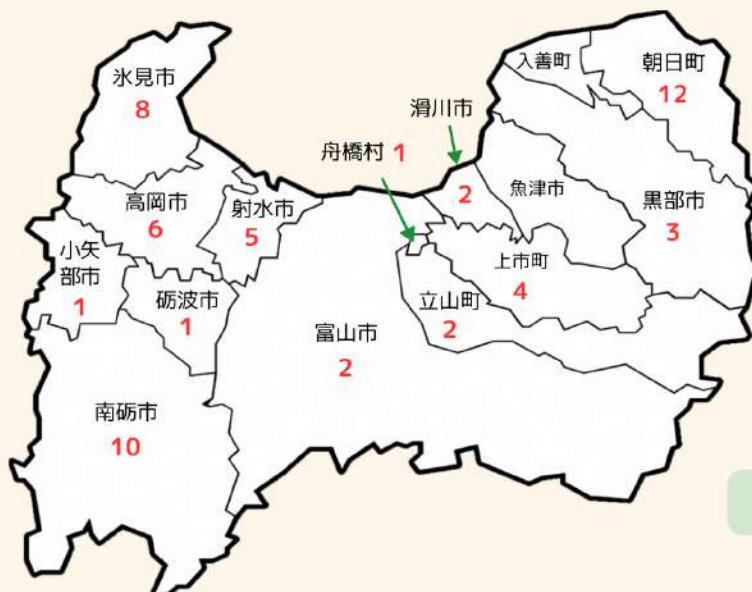 氷見市
8
高岡市
6
射水市
5
小矢
部市
1
砺波市
1
南砺市
10
富山市
2
舟橋村 1
滑川市
2
入善町
朝日町
12
魚津市
黒部市
3
上市町
4
立山町
2